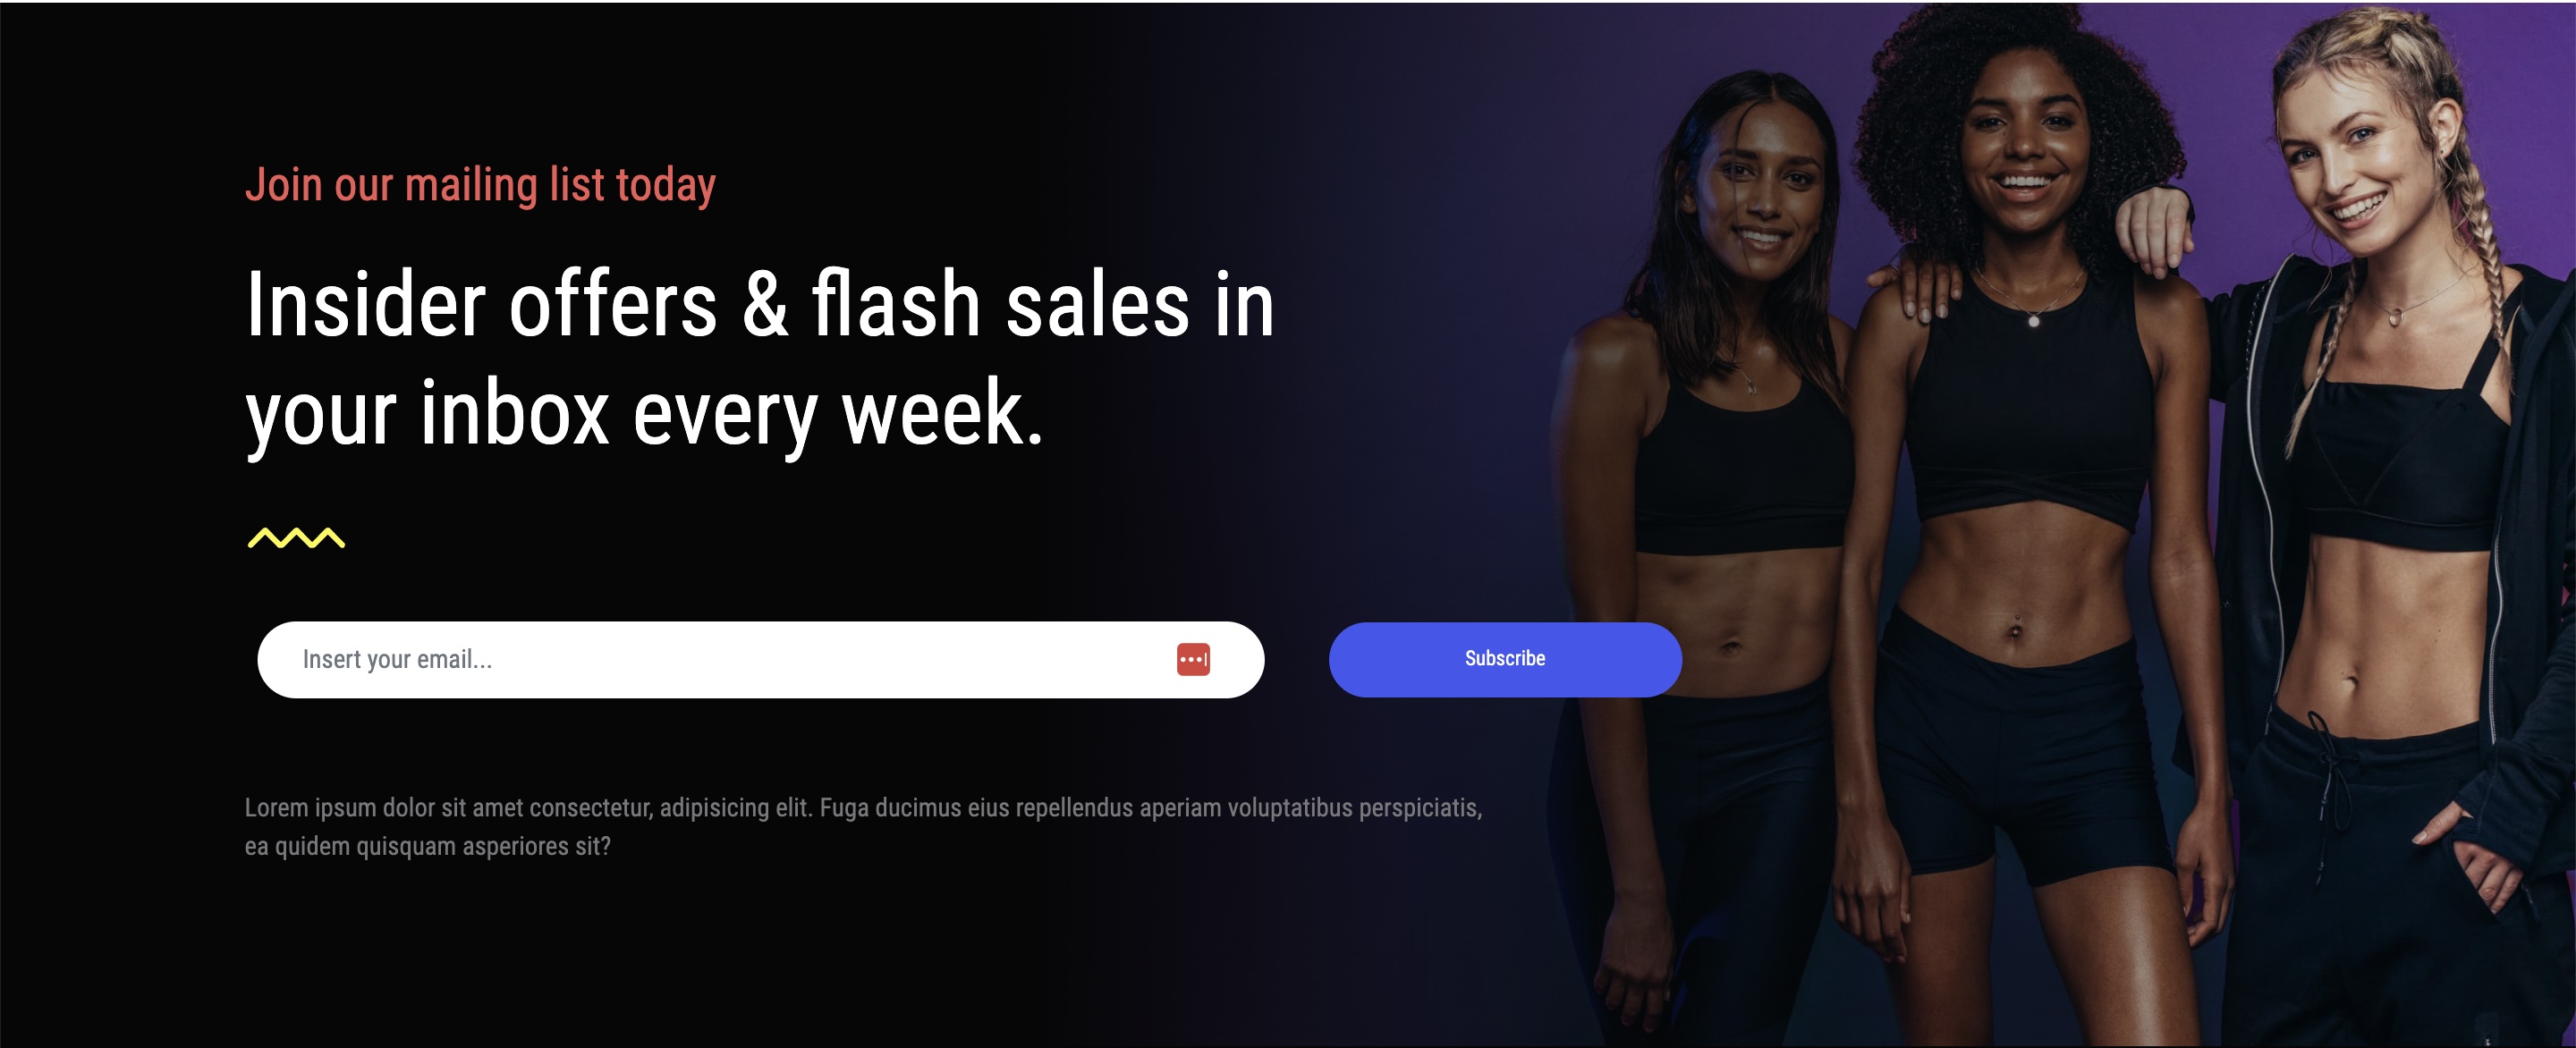 Join our mailing list today
Insider offers & flash sales in
your inbox every week.
Insert your email...
Subscribe
Lorem ipsum dolor sit amet consectetur, adipisicing elit. Fuga ducimus eius repellendus aperiam voluptatibus perspiciatis,
ea quidem quisquam asperiores sit?